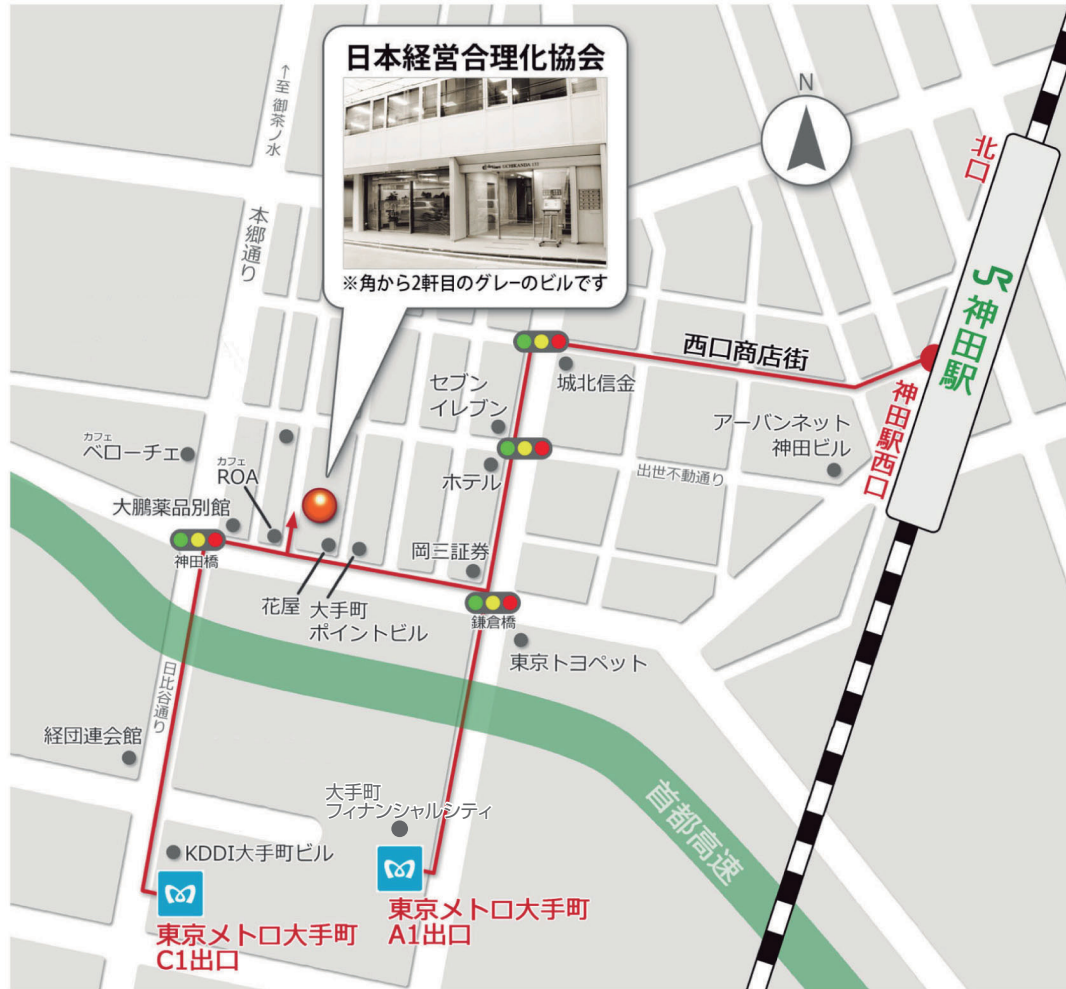 日本経営合理化協会
※角から2軒目のグレーのビルです
←至 御茶ノ水
本郷通り
N
北口
JR神田駅
神田駅西口
西口商店街
城北信金
セブン
イレブン
アーバンネット
神田ビル
出世不動通り
ホテル
カフェ
ベローチェ
カフェ
ROA
大鵬薬品別館
神田橋
岡三証券
花屋
大手町
ポイントビル
鎌倉橋
東京トヨペット
日比谷通り
経団連会館
大手町
フィナンシャルシティ
KDDI大手町ビル
首都高速
東京メトロ大手町
C1出口
東京メトロ大手町
A1出口